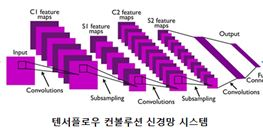 C1 feature maps
S1 feature maps
C2 feature maps
S2 feature maps
Output
Input
Convolutions
Subsampling
Convolutions
Subsampling
Convolutions
텐서플로우 컨볼루션 신경망 시스템